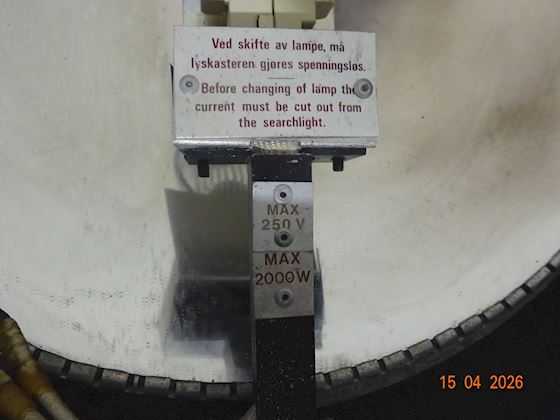 Ved skifte av lampe, må
lyskasteren gjøres spenningsløs.
Before changing of lamp the
current must be cut out from
the searchlight.
MAX
250 V
MAX
2000W
15 04 2026